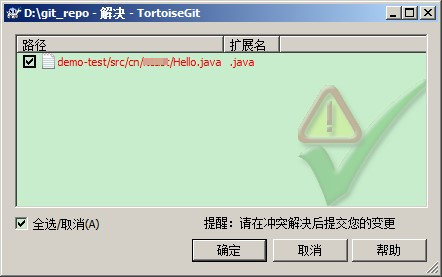 D:\git_repo - 解决 - TortoiseGit
路径 扩展名
demo-test/src/cn/ /Hello.java .java
全选/取消(A) 提醒：请在冲突解决后提交您的变更
确定 取消 帮助